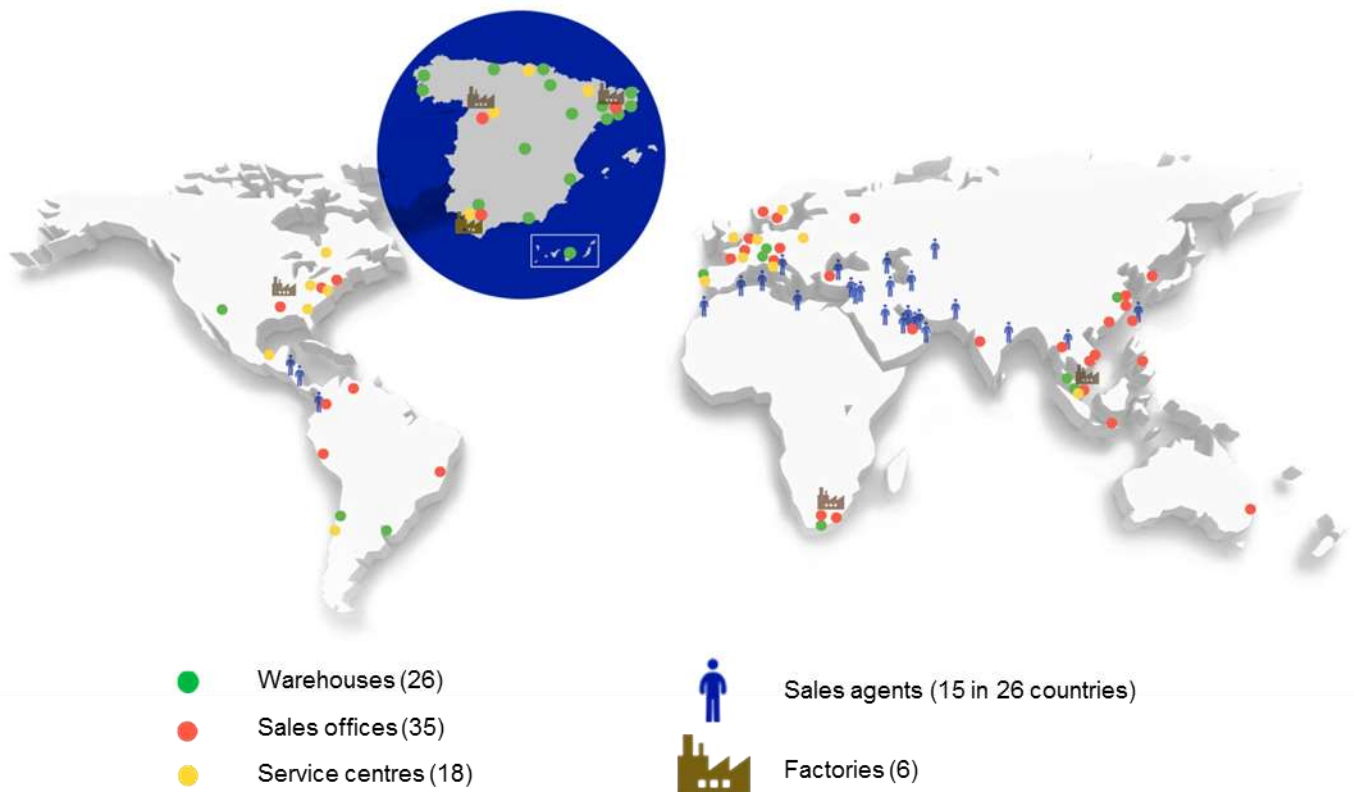 Warehouses (26)
Sales offices (35)
Service centres (18)
Sales agents (15 in 26 countries)
Factories (6)